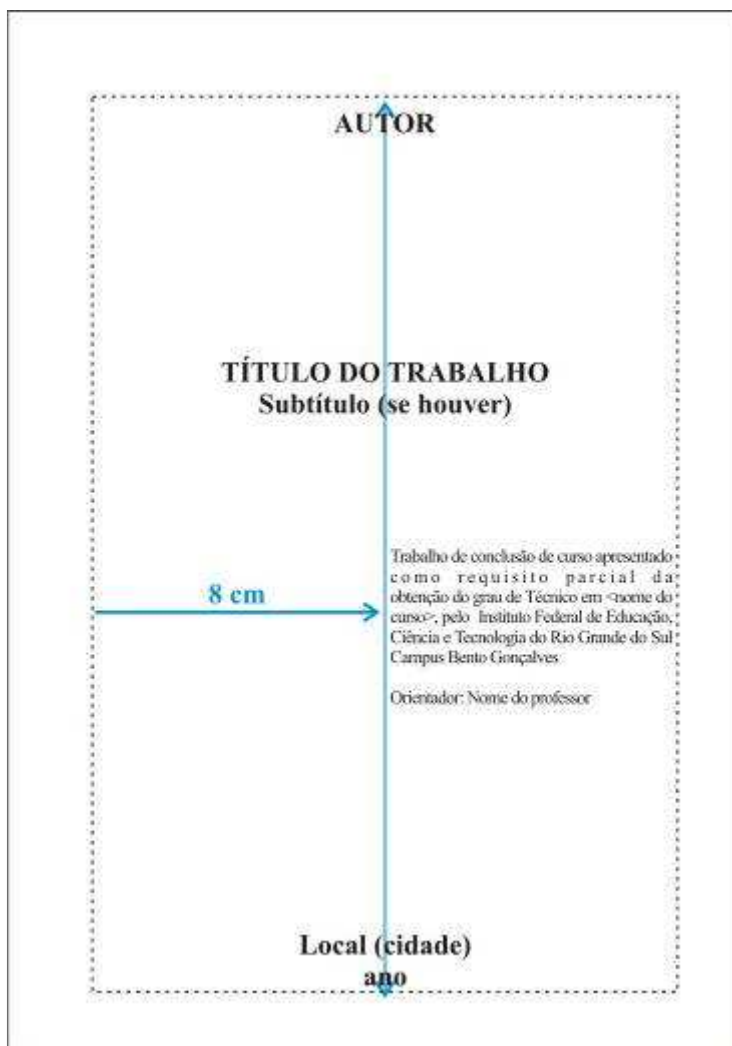 AUTOR
TÍTULO DO TRABALHO
Subtítulo (se houver)
Trabalho de conclusão de curso apresentado
como requisito parcial da
8 cm
obtenção do grau de Técnico em <nome do
curso>, pelo Instituto Federal de Educação,
Ciência e Tecnologia do Rio Grande do Sul
Campus Bento Gonçalves
Orientador: Nome do professor
Local (cidade)
ano